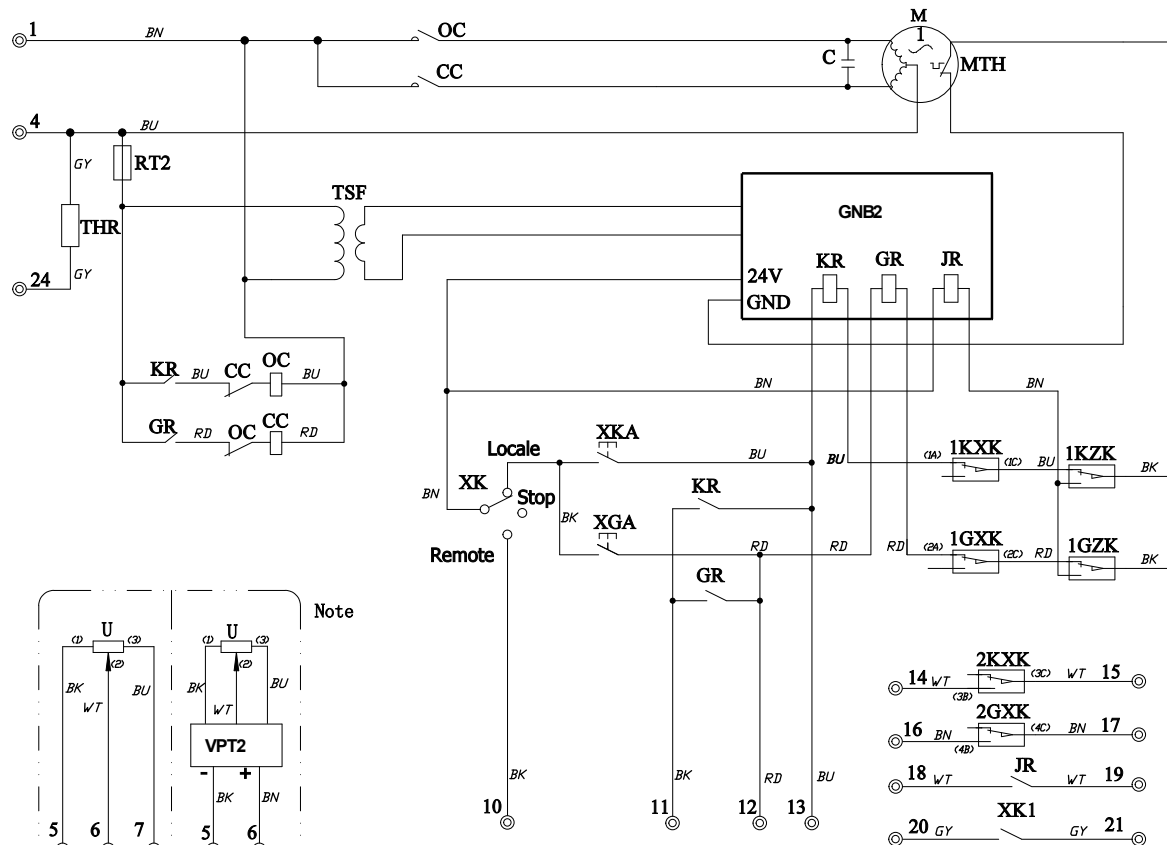 M
1 BN OC 1
C MTH
CC
4 BU
GY RT2
TSF
THR GNB2
GY KR GR JR
24 24V
GND
KR BU CC OC BU
BN BN
GR RD OC CC RD
Locale XKA
BU BU (1A) 1KXK (1C) BU 1KZK BK
XK
BN Stop KR
BK XGA
Remote RD RD RD (2A) 1GXK (2C) RD 1GZK BK
GR
Note
(1) U (3) (1) U (3)
(2) (2)
BK BU BK BU
WT WT
VPT2
- +
BK BN
5 6 7 5 6
BK BK RD BU
10 11 12 13
14 WT (3B) 2KXK (3C) WT 15
16 BN (4B) 2GXK (4C) BN 17
18 WT JR WT 19
20 GY XK1 GY 21